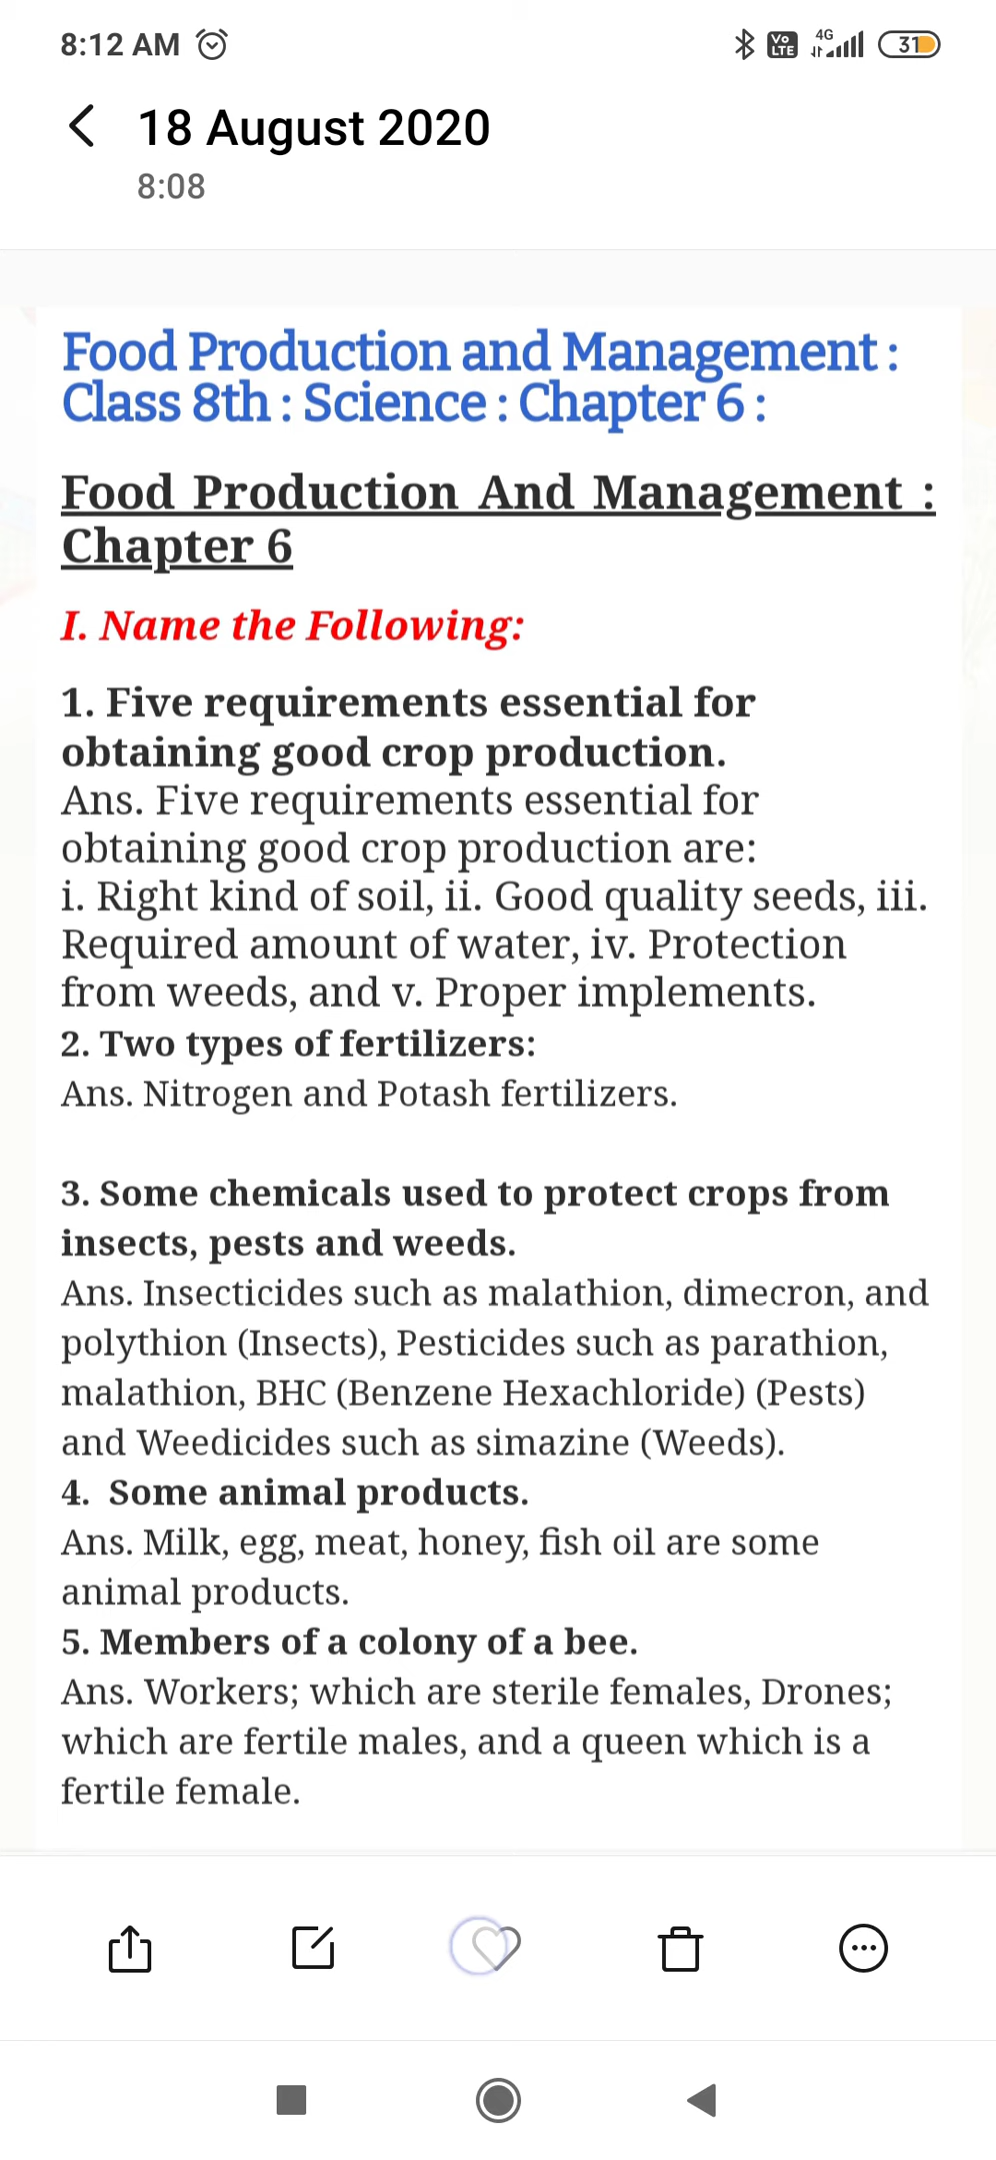 8:12 AM
Vo LTE 4G 31
18 August 2020
8:08
Food Production and Management :
Class 8th : Science : Chapter 6 :
Food Production And Management :
Chapter 6
I. Name the Following:
1. Five requirements essential for
obtaining good crop production.
Ans. Five requirements essential for
obtaining good crop production are:
i. Right kind of soil, ii. Good quality seeds, iii.
Required amount of water, iv. Protection
from weeds, and v. Proper implements.
2. Two types of fertilizers:
Ans. Nitrogen and Potash fertilizers.
3. Some chemicals used to protect crops from
insects, pests and weeds.
Ans. Insecticides such as malathion, dimecron, and
polythion (Insects), Pesticides such as parathion,
malathion, BHC (Benzene Hexachloride) (Pests)
and Weedicides such as simazine (Weeds).
4. Some animal products.
Ans. Milk, egg, meat, honey, fish oil are some
animal products.
5. Members of a colony of a bee.
Ans. Workers; which are sterile females, Drones;
which are fertile males, and a queen which is a
fertile female.